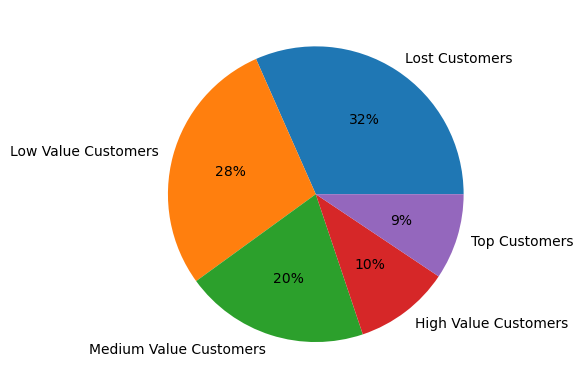 Lost Customers
32%
Low Value Customers
28%
9%
Top Customers
10%
20%
High Value Customers
Medium Value Customers